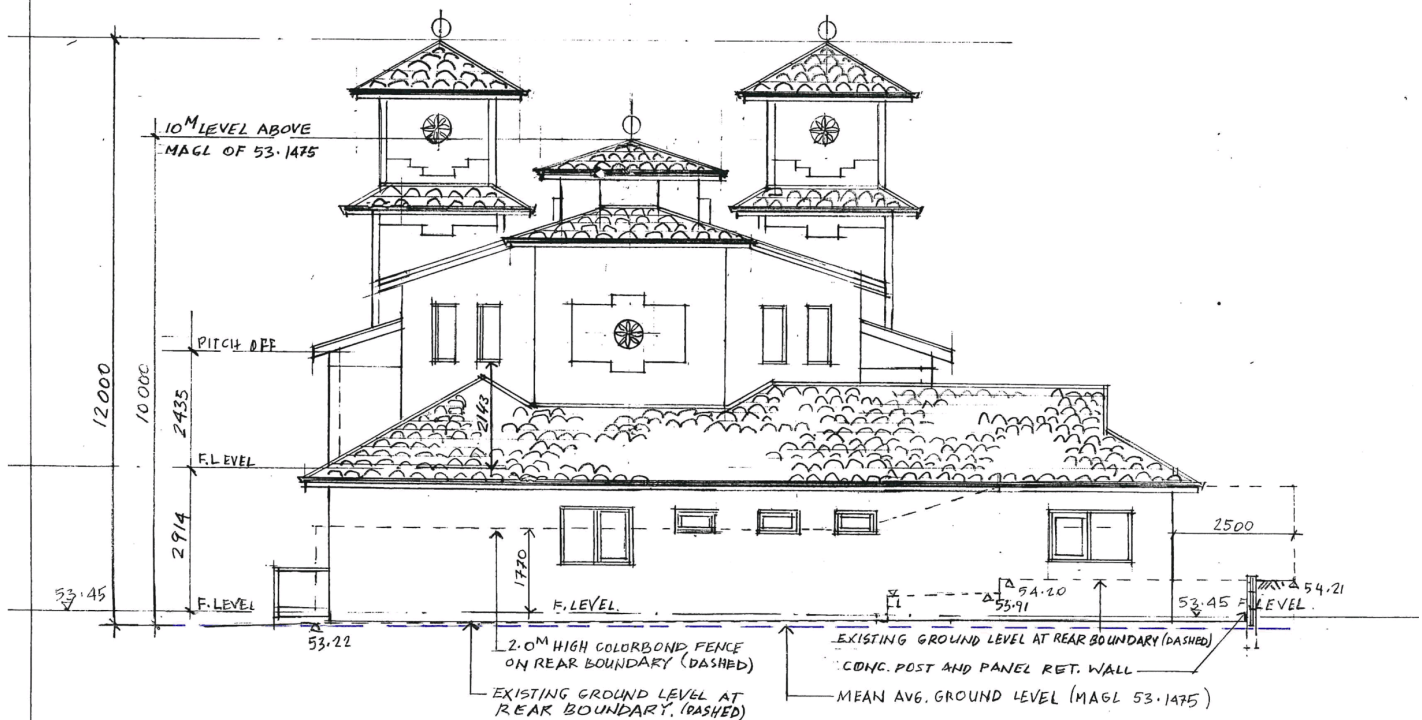 10M LEVEL ABOVE
MAGL OF 53.1475
PITCH OFF
12000
10000
2435
2143
F.LEVEL
2914
1770
2500
53.45
F.LEVEL
F.LEVEL.
54.20
53.91
54.21
53.45 F.LEVEL.
53.22
2.0M HIGH COLORBOND FENCE
ON REAR BOUNDARY (DASHED)
EXISTING GROUND LEVEL AT
REAR BOUNDARY. (DASHED)
EXISTING GROUND LEVEL AT REAR BOUNDARY (DASHED)
CONC. POST AND PANEL RET. WALL
MEAN AVG. GROUND LEVEL (MAGL 53.1475)